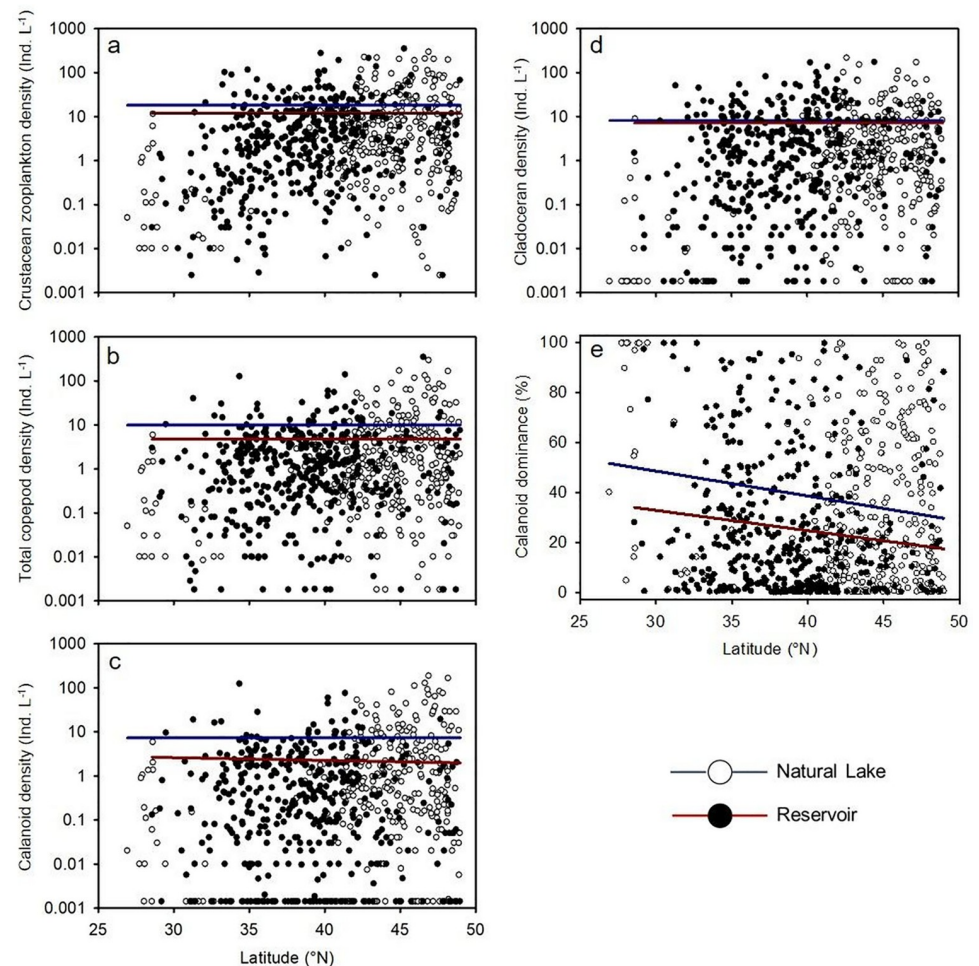 a
Crustacean zooplankton density (Ind. L-1)
1000
100
10
1
0.1
0.01
0.001
b
Total copepod density (Ind. L-1)
1000
100
10
1
0.1
0.01
0.001
c
Calanoid density (Ind. L-1)
1000
100
10
1
0.1
0.01
0.001
25 30 35 40 45 50
Latitude (°N)
d
Cladoceran density (Ind. L-1)
1000
100
10
1
0.1
0.01
0.001
e
Calanoid dominance (%)
100
80
60
40
20
0
25 30 35 40 45 50
Latitude (°N)
Natural Lake
Reservoir